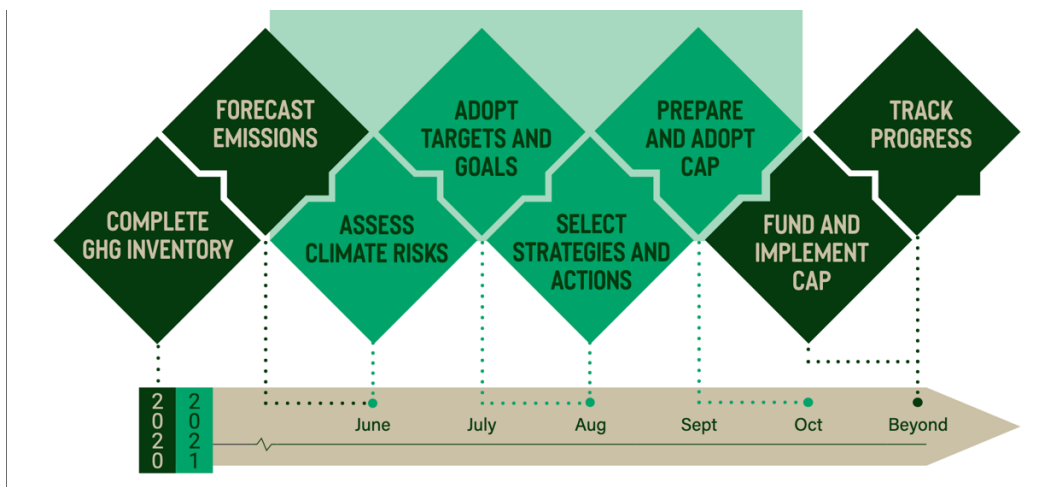 FORECAST
EMISSIONS
ADOPT
TARGETS AND
GOALS
PREPARE
AND ADOPT
CAP
TRACK
PROGRESS
COMPLETE
GHG INVENTORY
ASSESS
CLIMATE RISKS
SELECT
STRATEGIES AND
ACTIONS
FUND AND
IMPLEMENT
CAP
2020
2021
June
July
Aug
Sept
Oct
Beyond